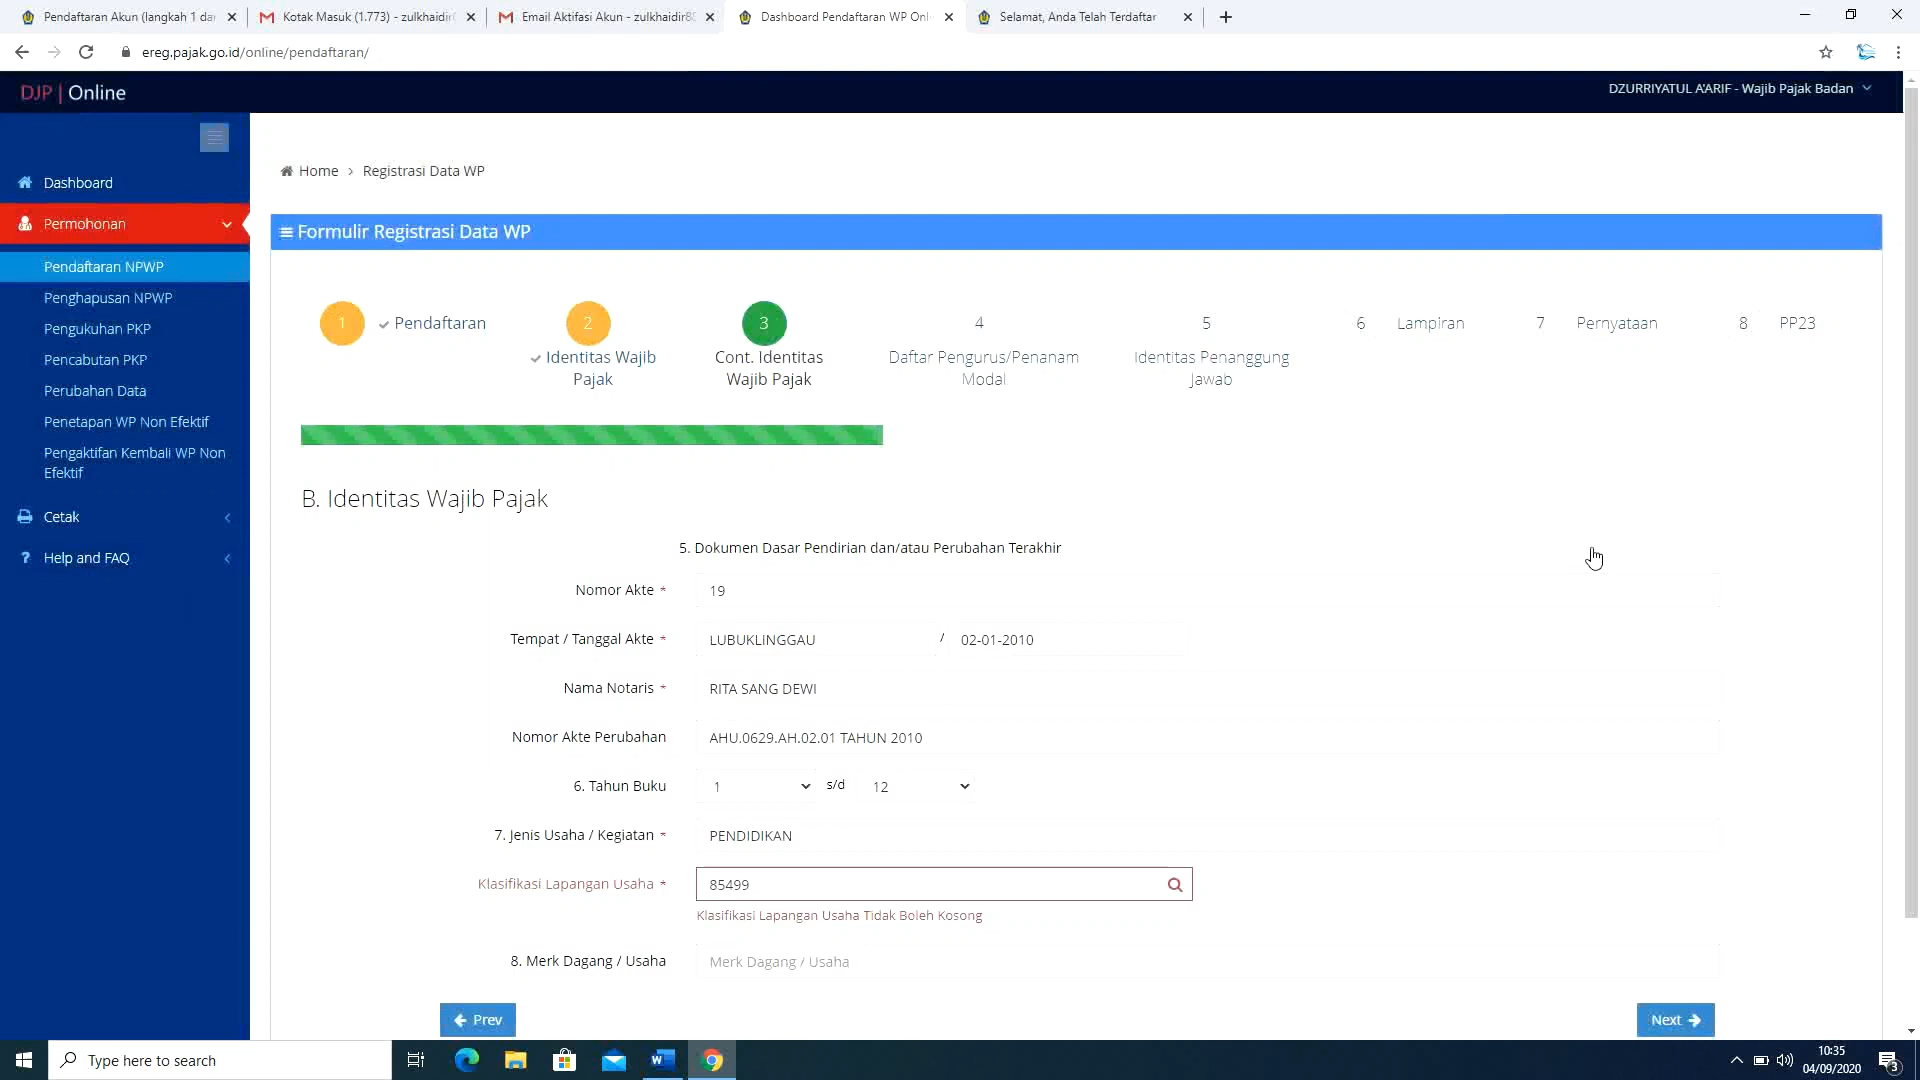 Pendaftaran Akun (langkah 1 da
Kotak Masuk (1.773) - zulkhaidir
Email Aktifasi Akun - zulkhaidir8
Dashboard Pendaftaran WP Onl
Selamat, Anda Telah Terdaftar
ereg.pajak.go.id/online/pendaftaran/
DJP | Online
DZURRIYATUL A'ARIF - Wajib Pajak Badan
Dashboard
Permohonan
Pendaftaran NPWP
Penghapusan NPWP
Pengukuhan PKP
Pencabutan PKP
Perubahan Data
Penetapan WP Non Efektif
Pengaktifan Kembali WP Non
Efektif
Cetak
? Help and FAQ
Home > Registrasi Data WP
Formulir Registrasi Data WP
1 Pendaftaran
2
Identitas Wajib
Pajak
3
Cont. Identitas
Wajib Pajak
4
Daftar Pengurus/Penanam
Modal
5
Identitas Penanggung
Jawab
6 Lampiran
7 Pernyataan
8 PP23
B. Identitas Wajib Pajak
5. Dokumen Dasar Pendirian dan/atau Perubahan Terakhir
Nomor Akte * 19
Tempat / Tanggal Akte * LUBUKLINGGAU / 02-01-2010
Nama Notaris * RITA SANG DEWI
Nomor Akte Perubahan AHU.0629.AH.02.01 TAHUN 2010
6. Tahun Buku 1 s/d 12
7. Jenis Usaha / Kegiatan * PENDIDIKAN
Klasifikasi Lapangan Usaha * 85499
Klasifikasi Lapangan Usaha Tidak Boleh Kosong
8. Merk Dagang / Usaha Merk Dagang / Usaha
Prev
Next
Type here to search
10:35
04/09/2020
3